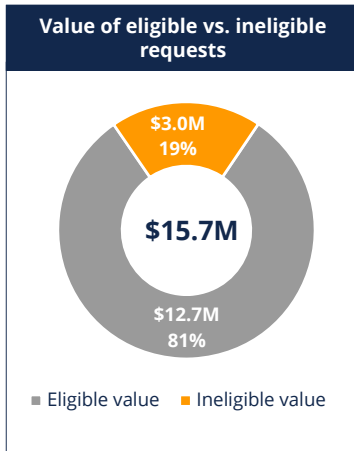 Value of eligible vs. ineligible
requests
$3.0M
19%
$15.7M
$12.7M
81%
Eligible value
Ineligible value